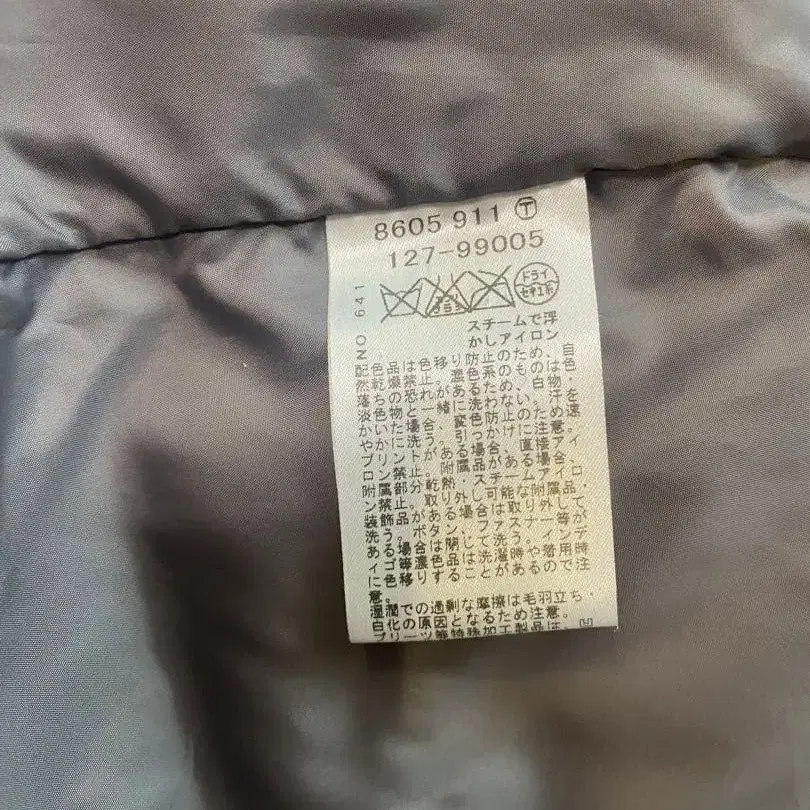 8605 911 Ⓣ
127-99005
NO. 641
ドライ
セキユ系
スチームで浮
かしアイロン
配色品は色移り防止のため、自
然乾燥禁止。濃色系のものは色
落ちの恐れがあるため、白物・
淡色物と一緒に洗わない。汗を
かいた場合、変色防止のため速
やかに洗う。引っかけに注意。
プリントがある場合、直接アイ
ロン禁止。附属品がある場合、
附属部分乾熱・スチームアイロ
ン禁止。取り外し可能な附属品・
装飾品がある場合は取り外して
洗う。ボタン、ファスナー等が
ある場合は閉じて洗う。インデ
ィゴ等濃色品は洗濯時や着用時
に色移りすることがあるので注
意。
湿潤での過剰な摩擦は毛羽立ち・
白化の原因となるため注意。
プリーツ等特殊加工製品は、